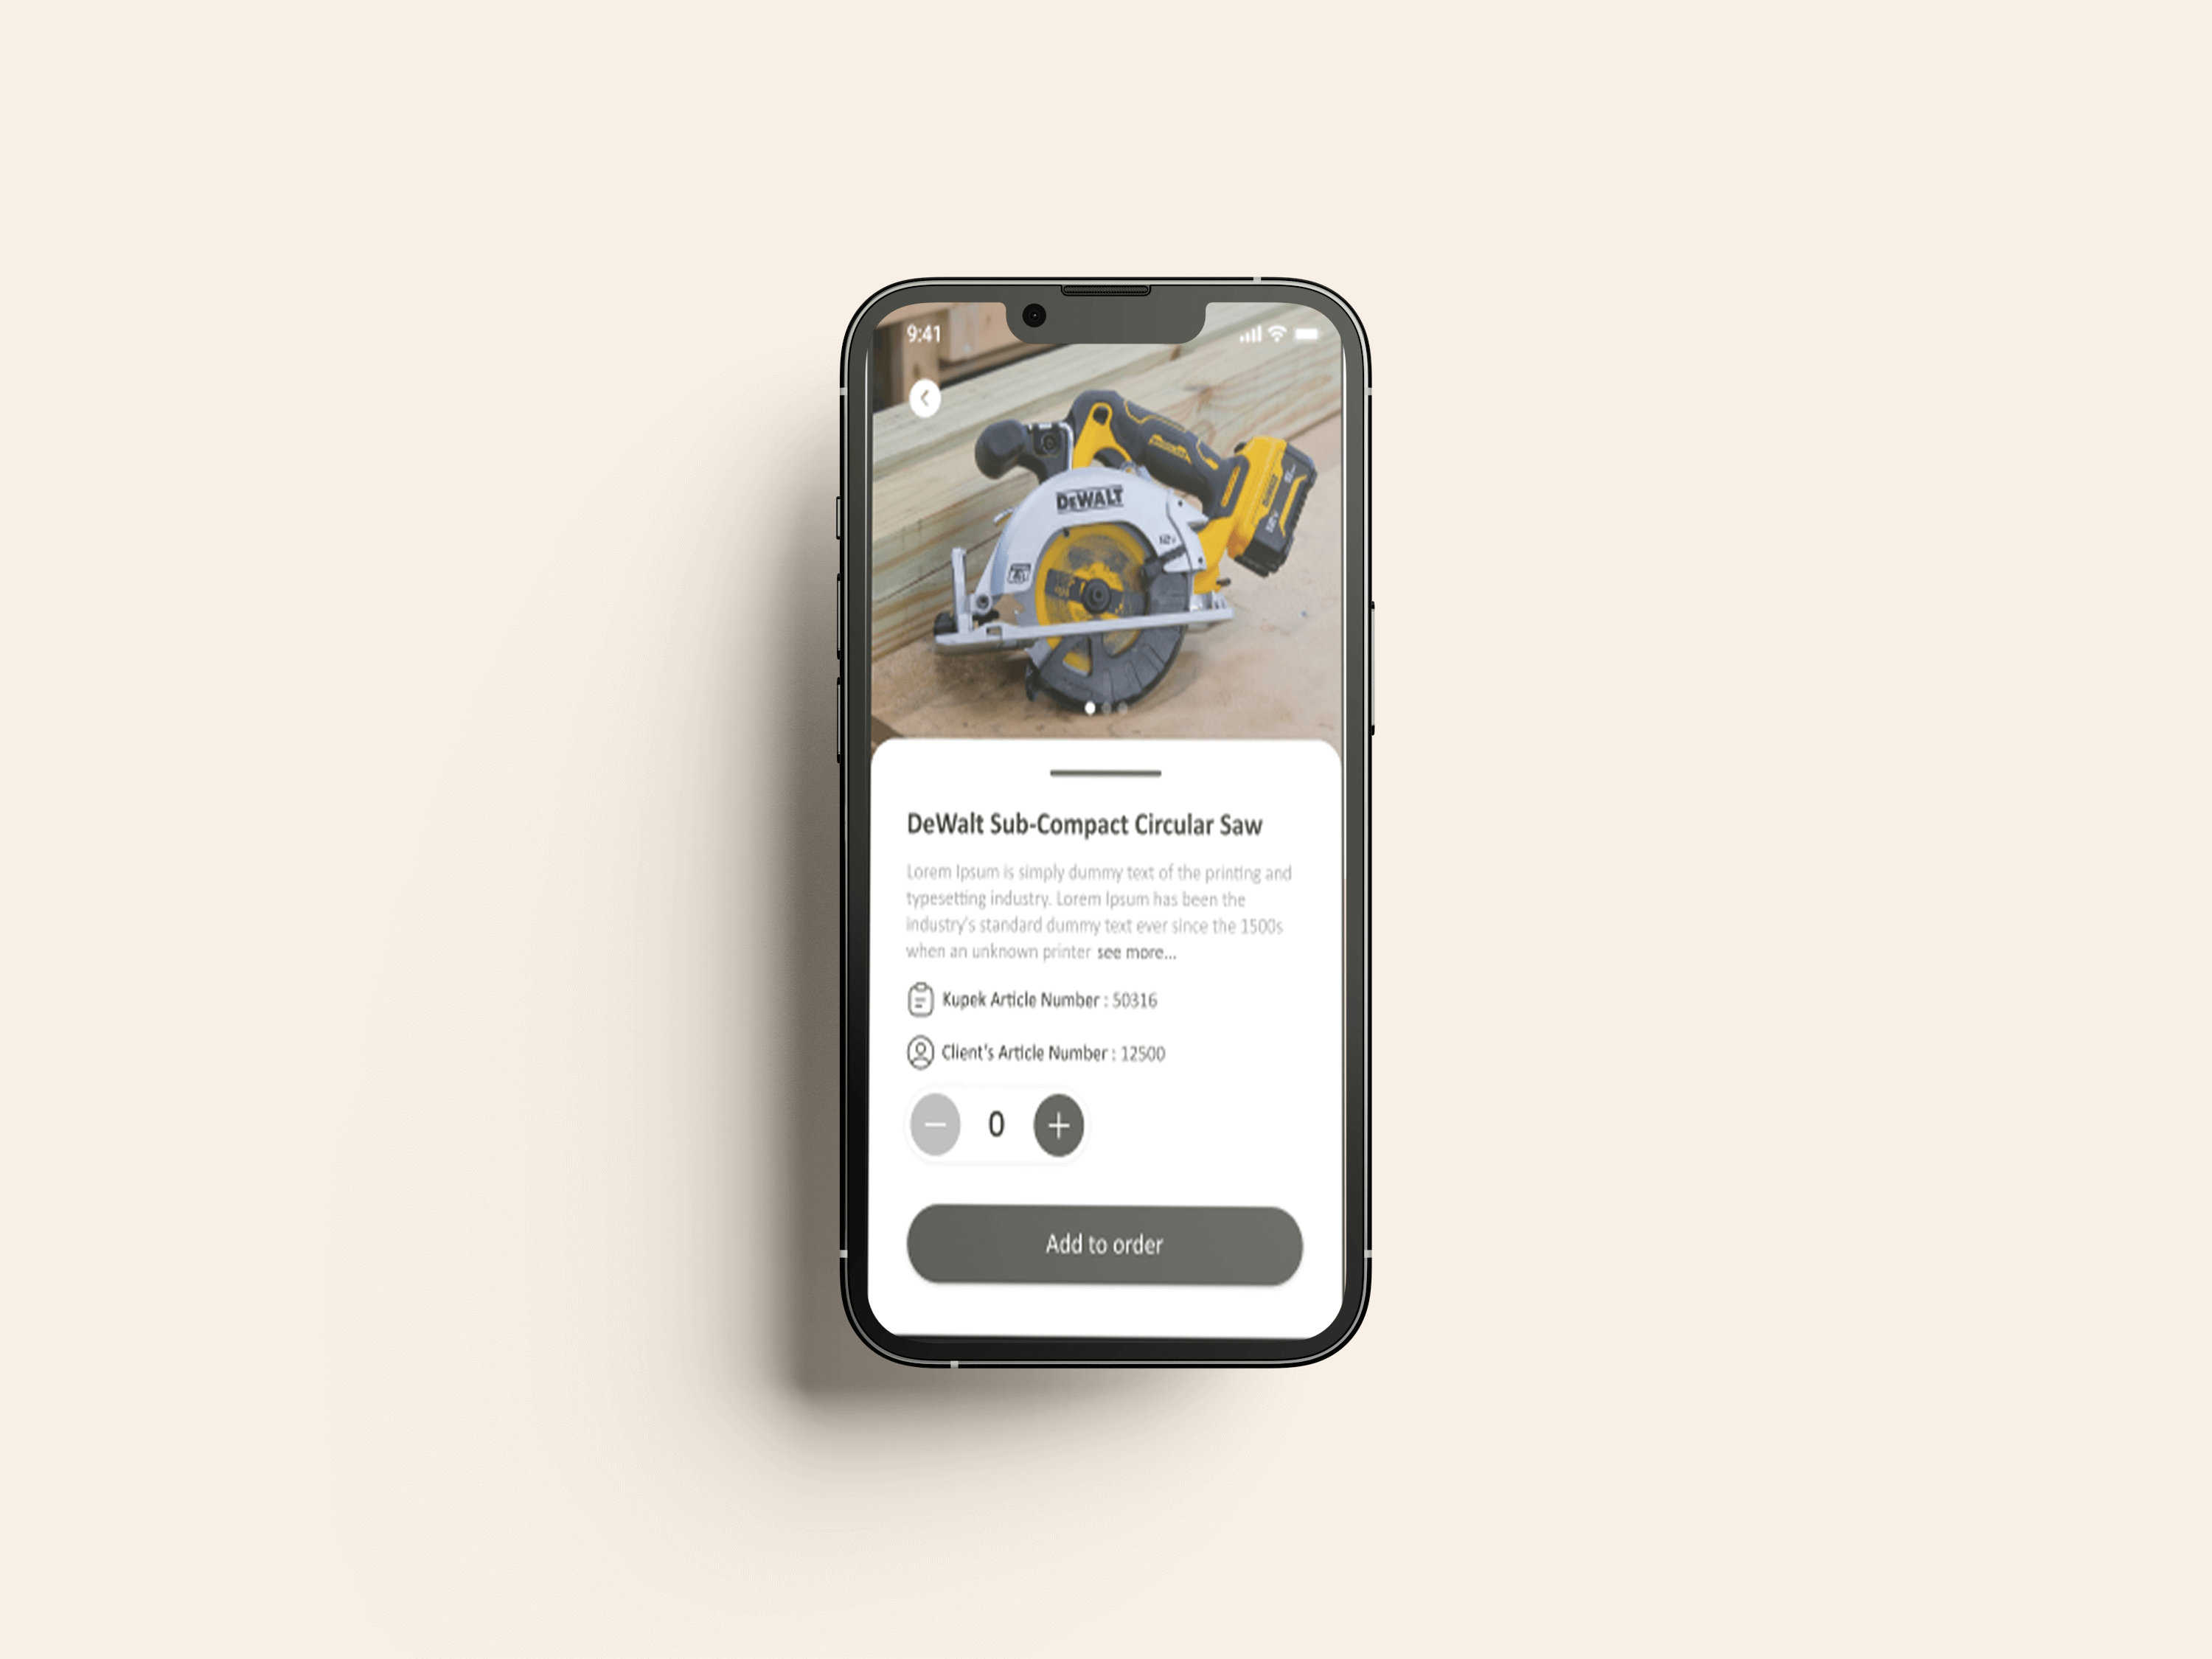 9:41
DEWALT
12V
DeWalt Sub-Compact Circular Saw
Lorem Ipsum is simply dummy text of the printing and
typesetting industry. Lorem Ipsum has been the
industry's standard dummy text ever since the 1500s
when an unknown printer see more...
Kupek Article Number : 50316
Client's Article Number : 12500
0
Add to order